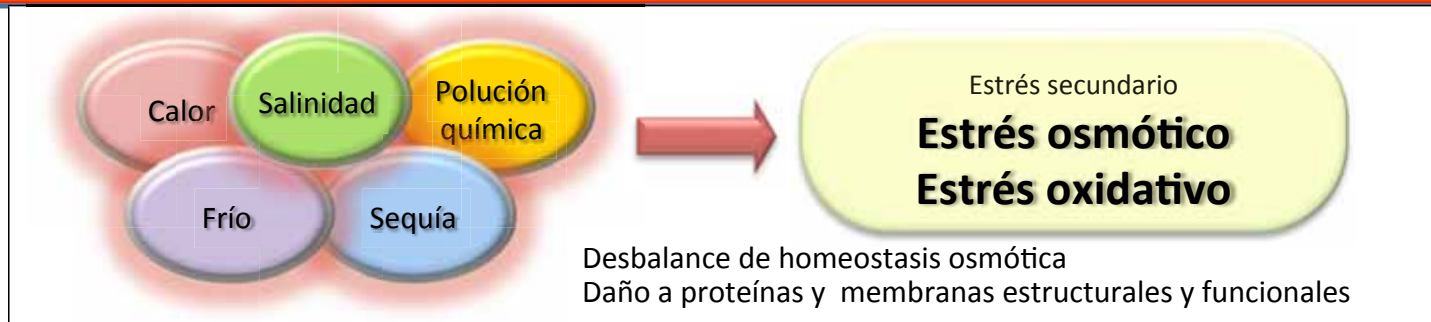 Calor
Salinidad
Polución
química
Frío
Sequía
Estrés secundario
Estrés osmótico
Estrés oxidativo
Desbalance de homeostasis osmótica
Daño a proteínas y membranas estructurales y funcionales